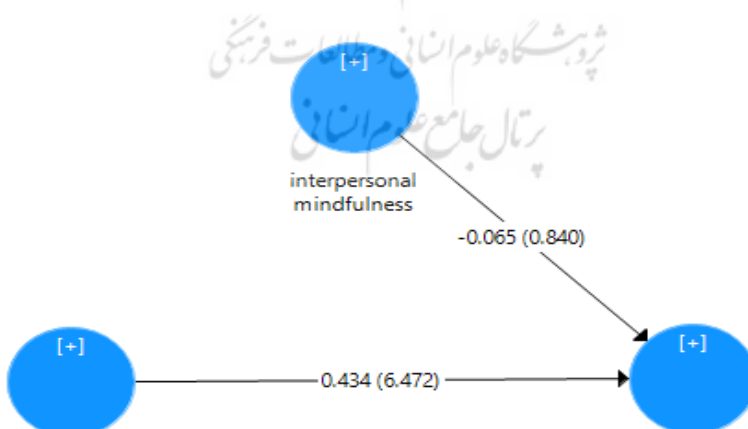 پژوهشگاه علوم انسانی و مطالعات فرهنگی
[+]
پرتال جامع علوم انسانی
interpersonal
mindfulness
-0.065 (0.840)
[+]
[+]
0.434 (6.472)